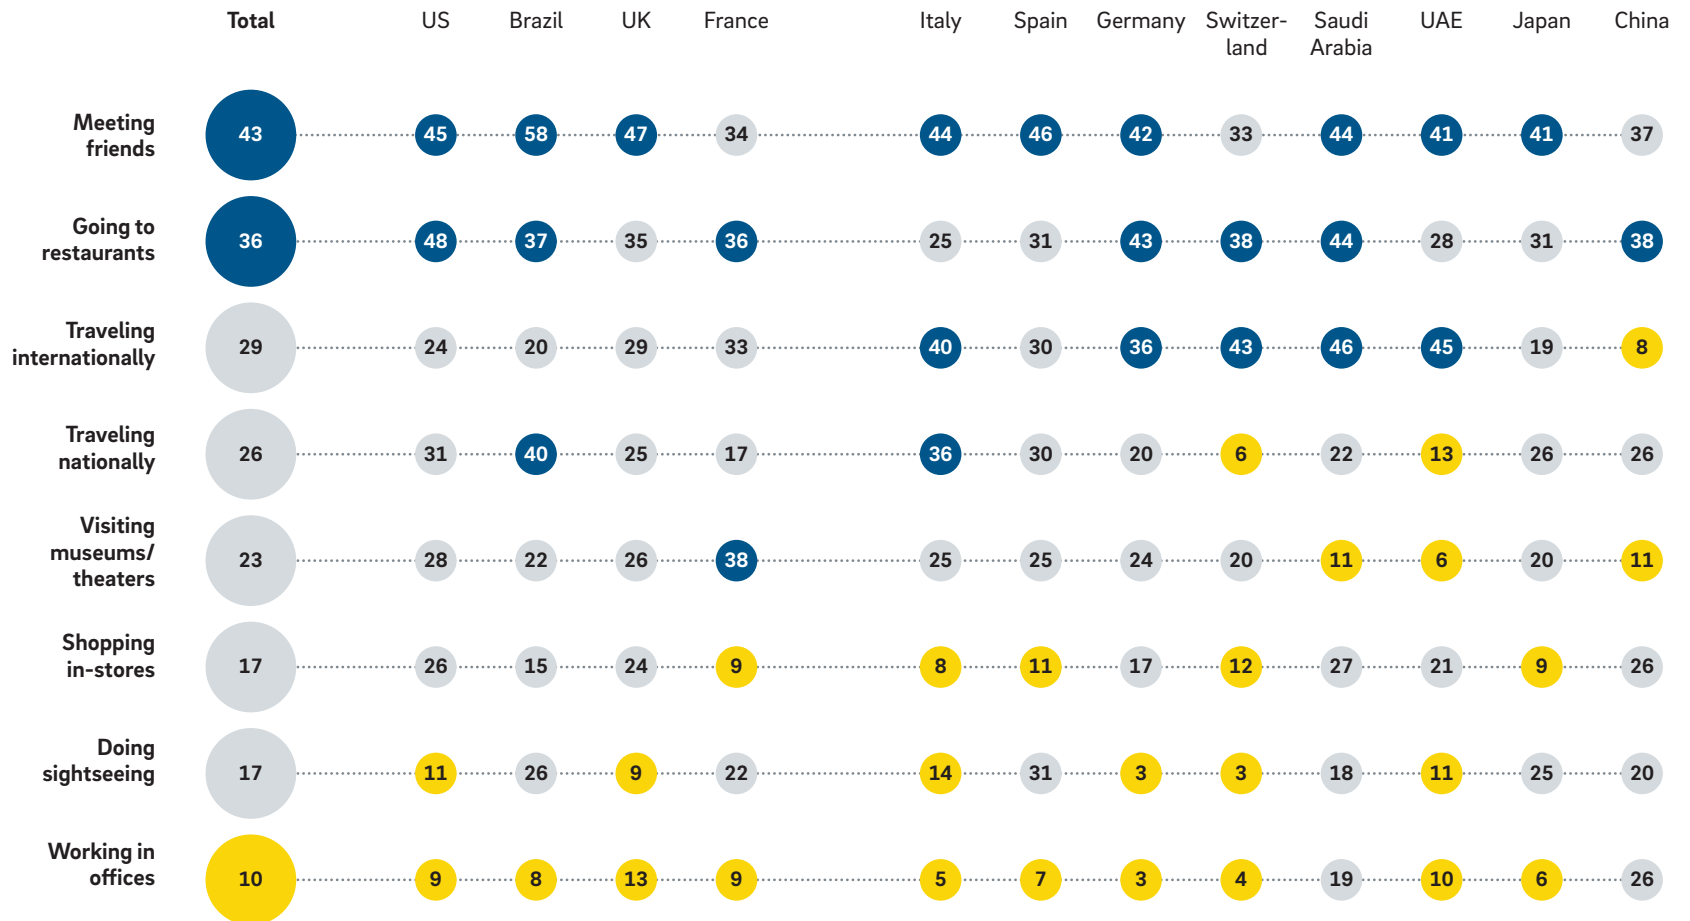 Total US Brazil UK France Italy Spain Germany Switzer- Saudi UAE Japan China
land Arabia
Meeting
friends
43 45 58 47 34 44 46 42 33 44 41 41 37
Going to
restaurants
36 48 37 35 36 25 31 43 38 44 28 31 38
Traveling
internationally
29 24 20 29 33 40 30 36 43 46 45 19 8
Traveling
nationally
26 31 40 25 17 36 30 20 6 22 13 26 26
Visiting
museums/
theaters
23 28 22 26 38 25 25 24 20 11 6 20 11
Shopping
in-stores
17 26 15 24 9 8 11 17 12 27 21 9 26
Doing
sightseeing
17 11 26 9 22 14 31 3 3 18 11 25 20
Working in
offices
10 9 8 13 9 5 7 3 4 19 10 6 26